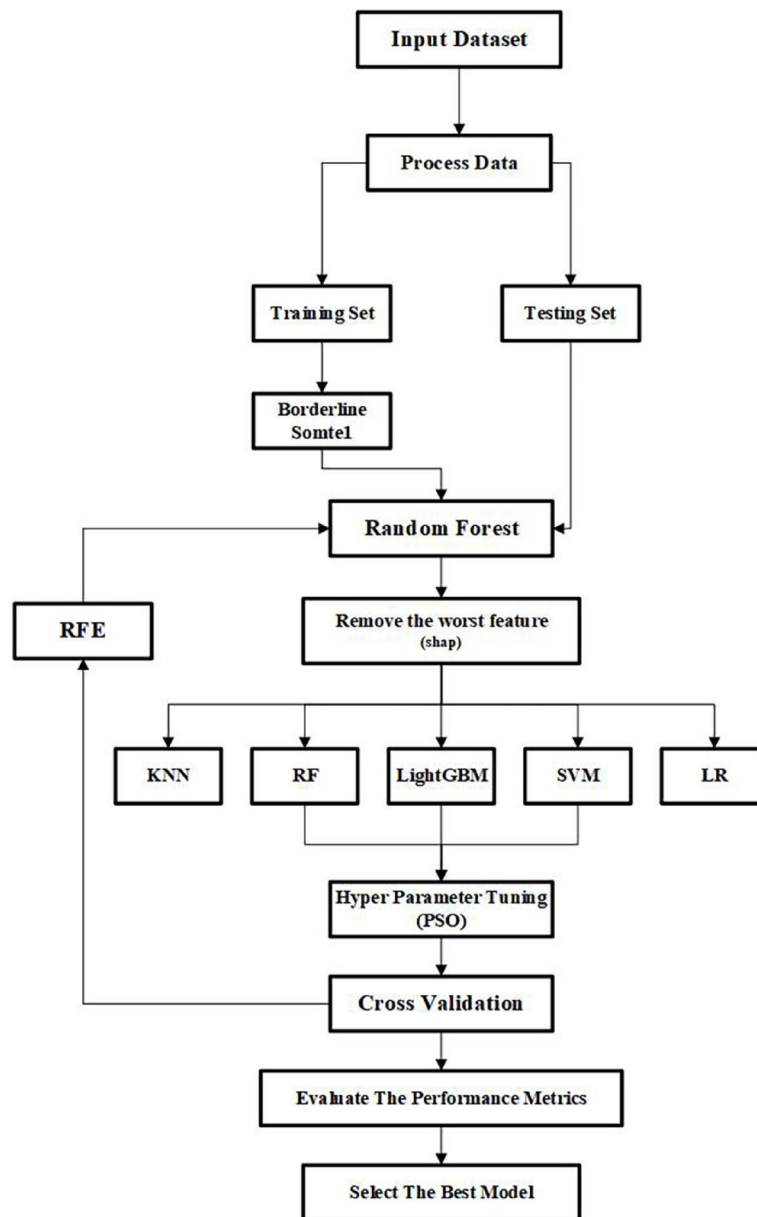 Input Dataset
Process Data
Training Set
Testing Set
Borderline
Somte1
Random Forest
RFE
Remove the worst feature
(shap)
KNN
RF
LightGBM
SVM
LR
Hyper Parameter Tuning
(PSO)
Cross Validation
Evaluate The Performance Metrics
Select The Best Model